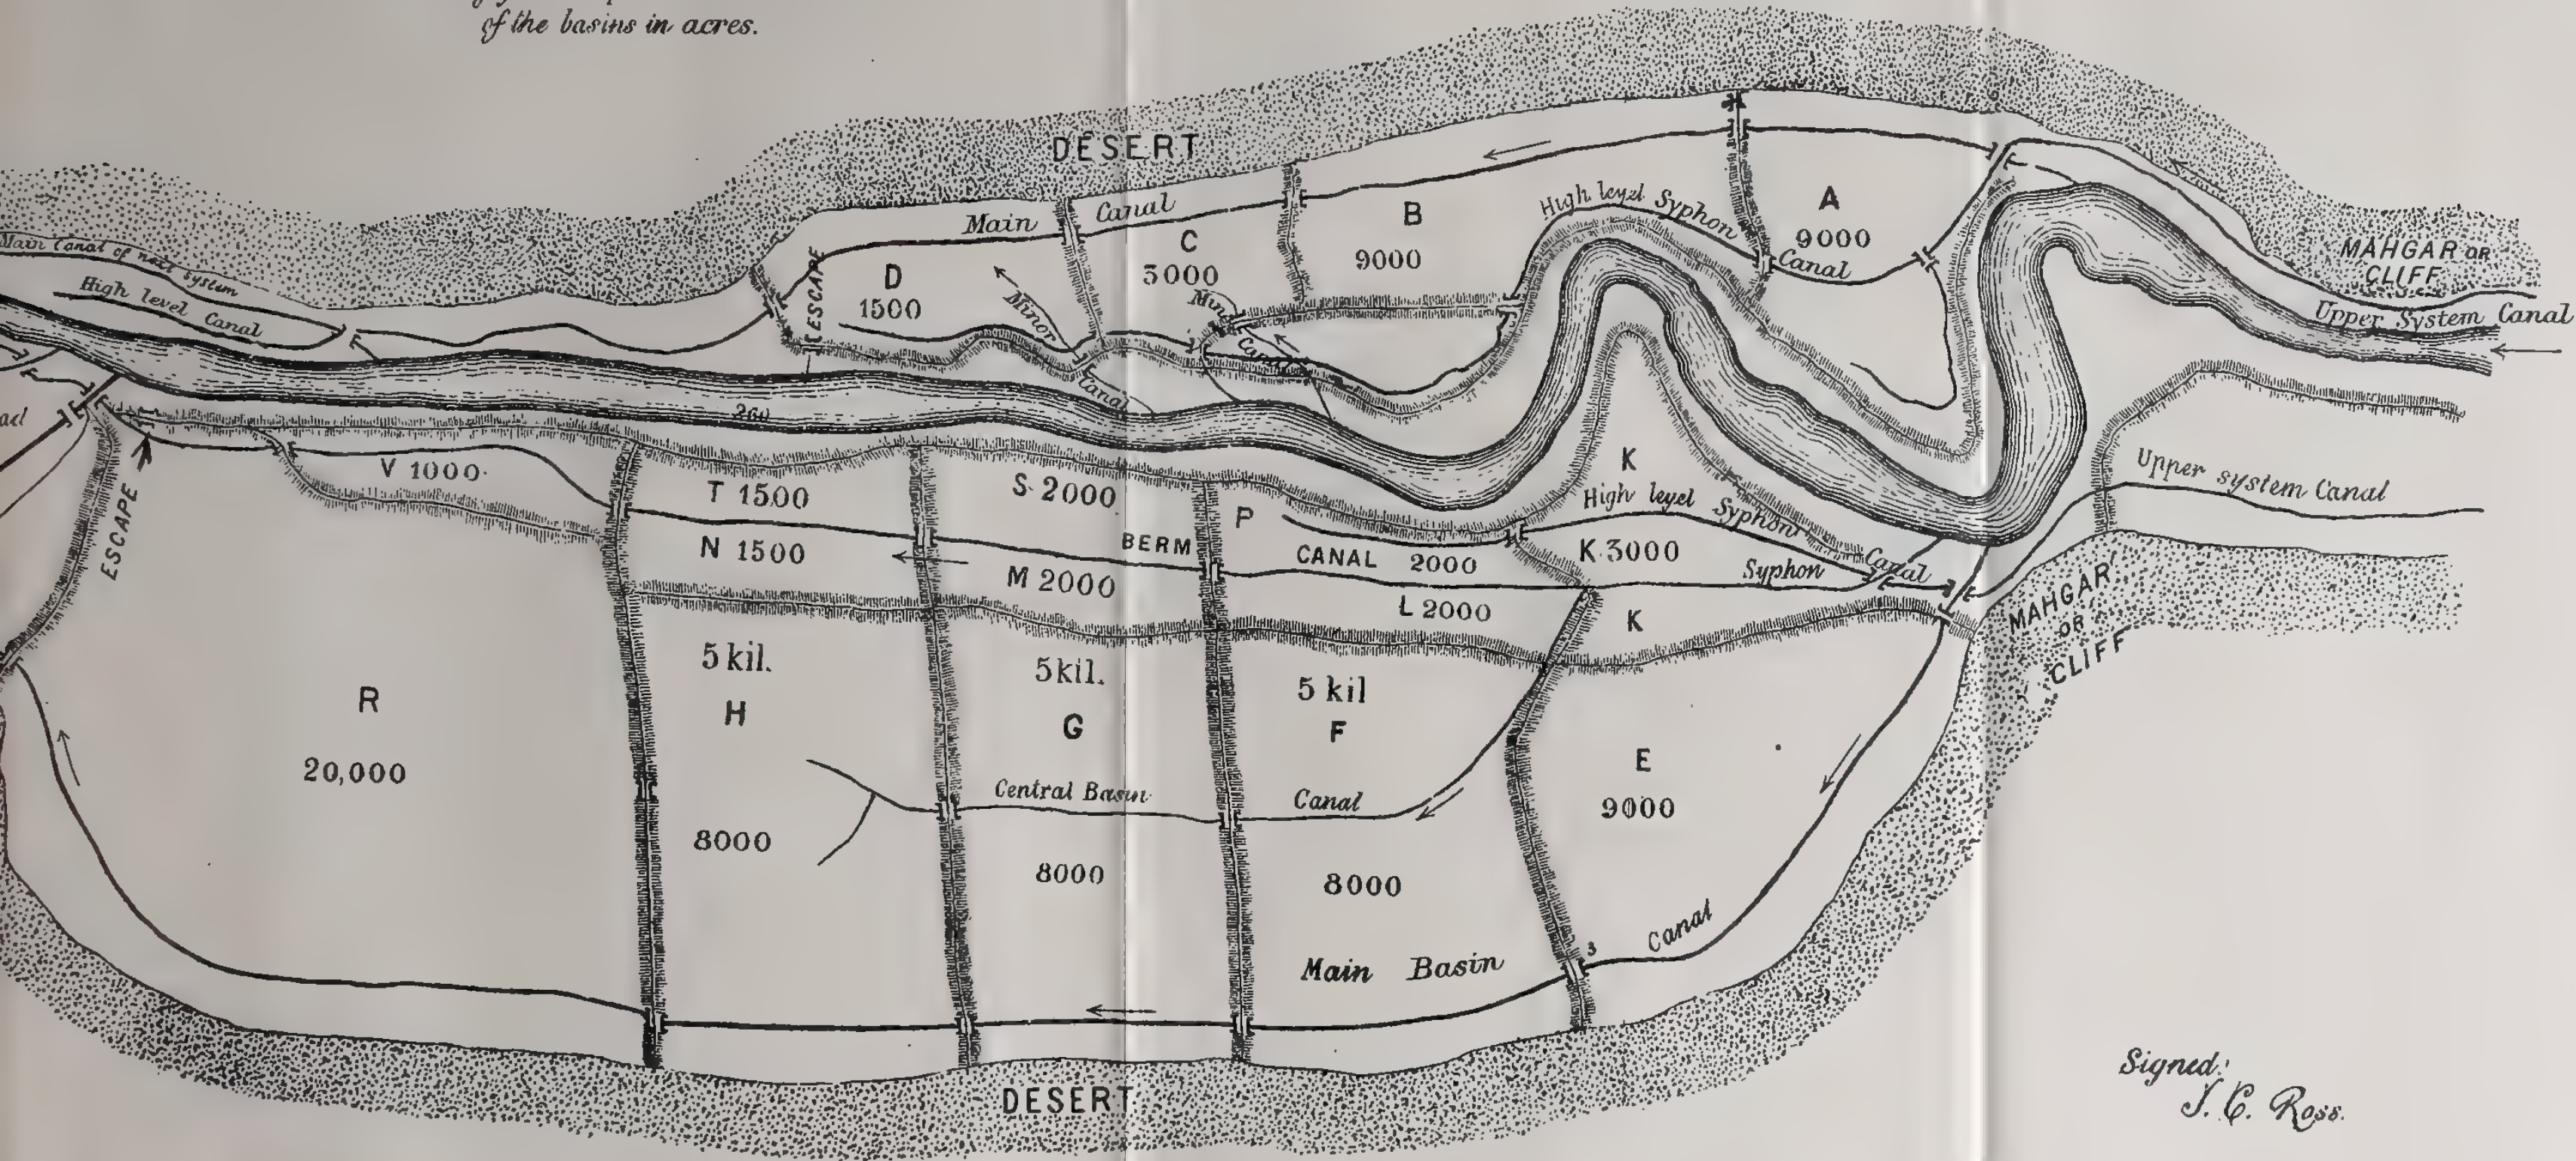 of the basins in acres.
DESERT
Main Canal of next system
High level Canal
Main Canal
ESCAPE
D
1500
Minor
Canal
C
3000
Canal
B
9000
High level Syphon
Canal
A
9000
MAHGAR OR
CLIFF
Upper System Canal
260
ESCAPE
V 1000
T 1500
N 1500
S. 2000
BERM
M 2000
P
CANAL 2000
L 2000
K
High level Syphon
Canal
K. 3000
Syphon
K
Upper system Canal
MAHGAR
OR
CLIFF
R
20,000
5 kil.
H
8000
5 kil.
G
Central Basin
8000
5 kil
F
Canal
8000
Main Basin
E
9000
3
Canal
DESERT
Signed:
J. C. Ross.